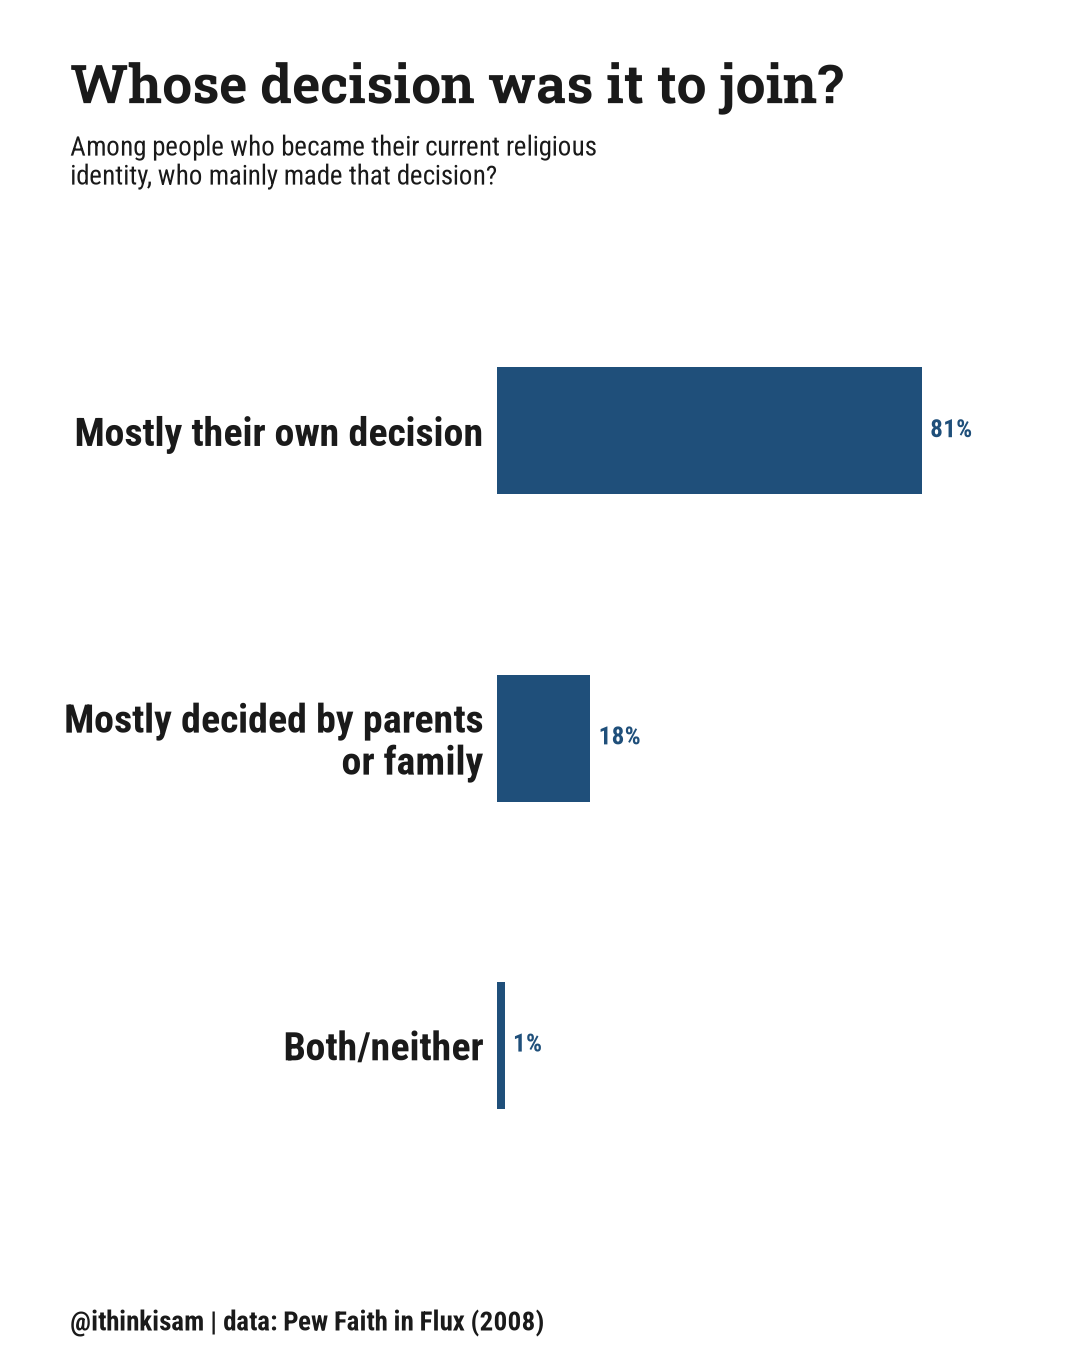 Whose decision was it to join?
Among people who became their current religious
identity, who mainly made that decision?
Mostly their own decision
81%
Mostly decided by parents
or family
18%
Both/neither
1%
@ithinkisam | data: Pew Faith in Flux (2008)